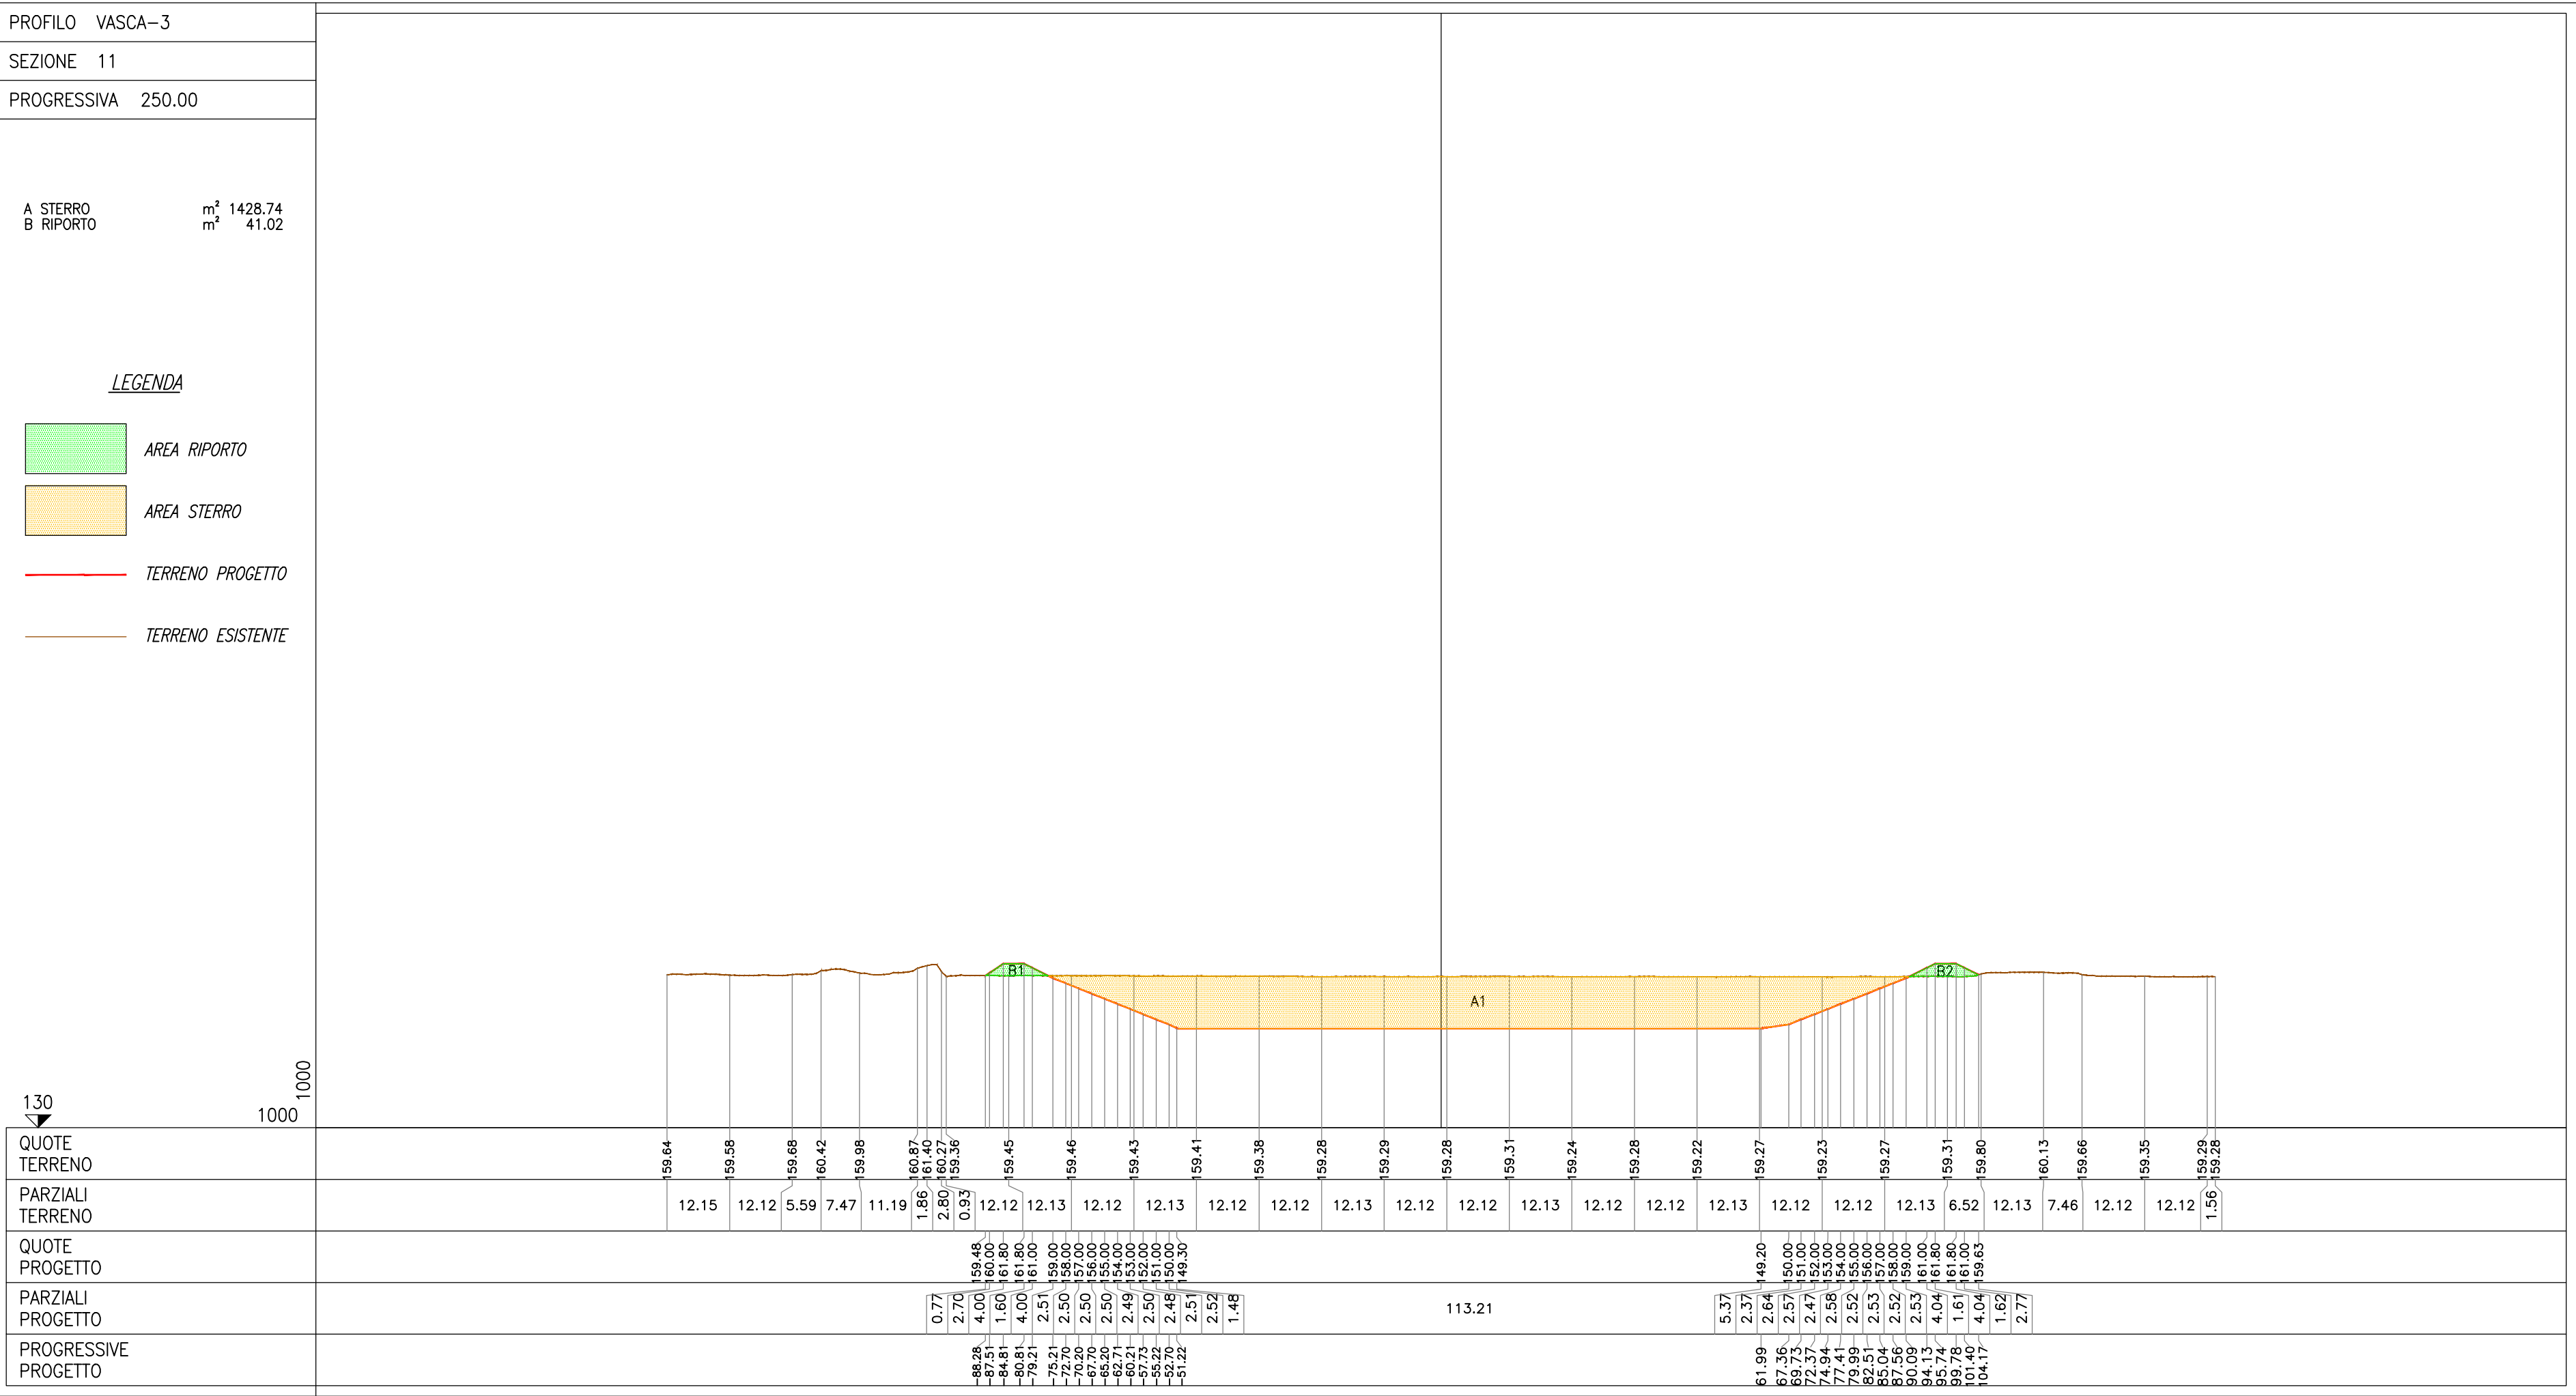 PROFILO VASCA-3
SEZIONE 11
PROGRESSIVA 250.00
A STERRO m² 1428.74
B RIPORTO m² 41.02
LEGENDA
AREA RIPORTO
AREA STERRO
TERRENO PROGETTO
TERRENO ESISTENTE
B1
B2
A1
1000
130
1000
QUOTE TERRENO 159.64 159.58 159.68 160.42 159.98 160.87 161.40 160.27 159.36 159.45 159.46 159.43 159.41 159.38 159.28 159.29 159.28 159.31 159.24 159.28 159.22 159.27 159.23 159.27 159.31 159.80 160.13 159.66 159.35 159.29 159.28
PARZIALI TERRENO 12.15 12.12 5.59 7.47 11.19 1.86 2.80 0.93 12.12 12.13 12.12 12.13 12.12 12.12 12.13 12.12 12.12 12.13 12.12 12.12 12.13 12.12 12.12 12.13 6.52 12.13 7.46 12.12 12.12 1.56
QUOTE PROGETTO 159.48 160.00 161.80 161.80 161.00 159.00 158.00 157.00 156.00 155.00 154.00 153.00 152.00 151.00 150.00 149.30 149.20 150.00 151.00 152.00 153.00 154.00 155.00 156.00 157.00 158.00 159.00 161.00 161.80 161.80 161.00 159.63
PARZIALI PROGETTO 0.77 2.70 4.00 1.60 4.00 2.51 2.50 2.50 2.50 2.49 2.50 2.48 2.51 2.52 1.48 113.21 5.37 2.37 2.64 2.57 2.47 2.58 2.52 2.53 2.52 2.53 4.04 1.61 4.04 1.62 2.77
PROGRESSIVE PROGETTO -88.28 -87.51 -84.81 -80.81 -79.21 -75.21 -72.70 -70.20 -67.70 -65.20 -62.71 -60.21 -57.73 -55.22 -52.70 -51.22 61.99 67.36 69.73 72.37 74.94 77.41 79.99 82.51 85.04 87.56 90.09 94.13 95.74 99.78 101.40 104.17